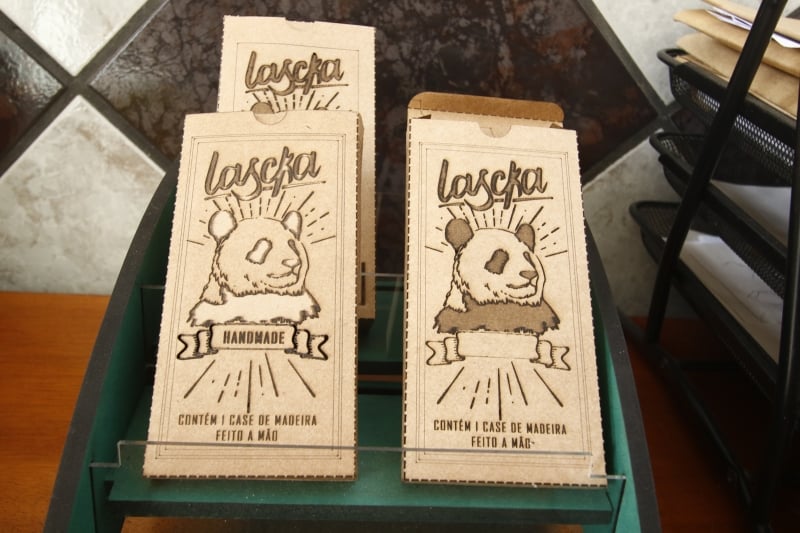 lascka
lascka
HANDMADE
CONTÉM 1 CASE DE MADEIRA
FEITO A MÃO
lascka
CONTÉM 1 CASE DE MADEIRA
FEITO A MÃO